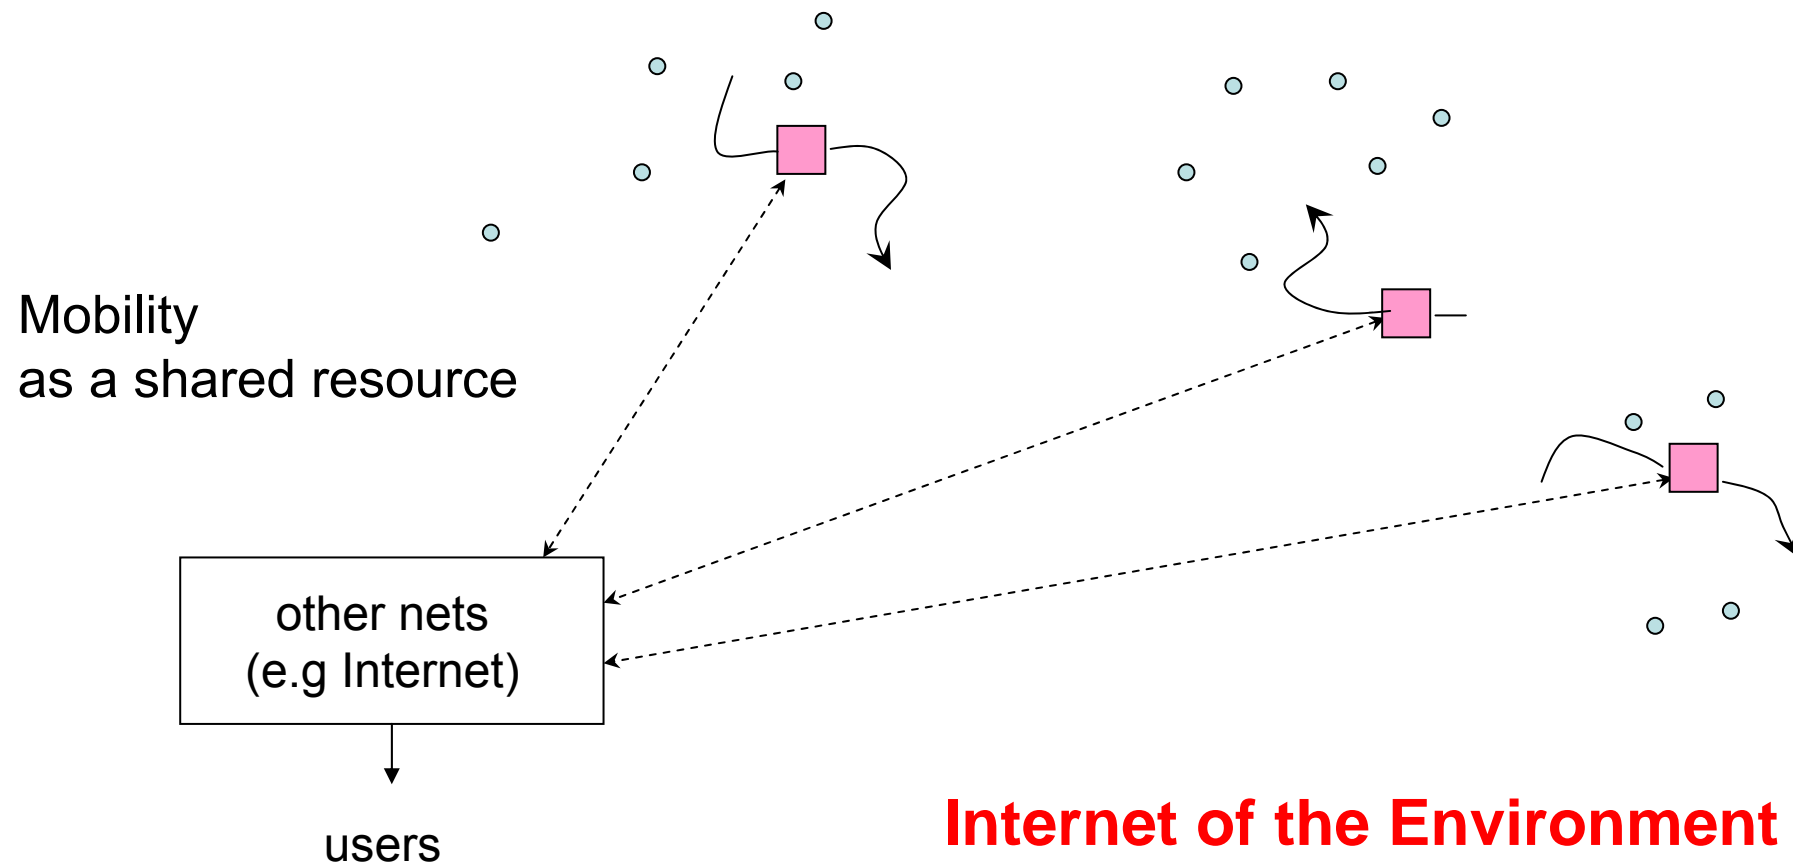 Mobility
as a shared resource
other nets
(e.g Internet)
users
Internet of the Environment